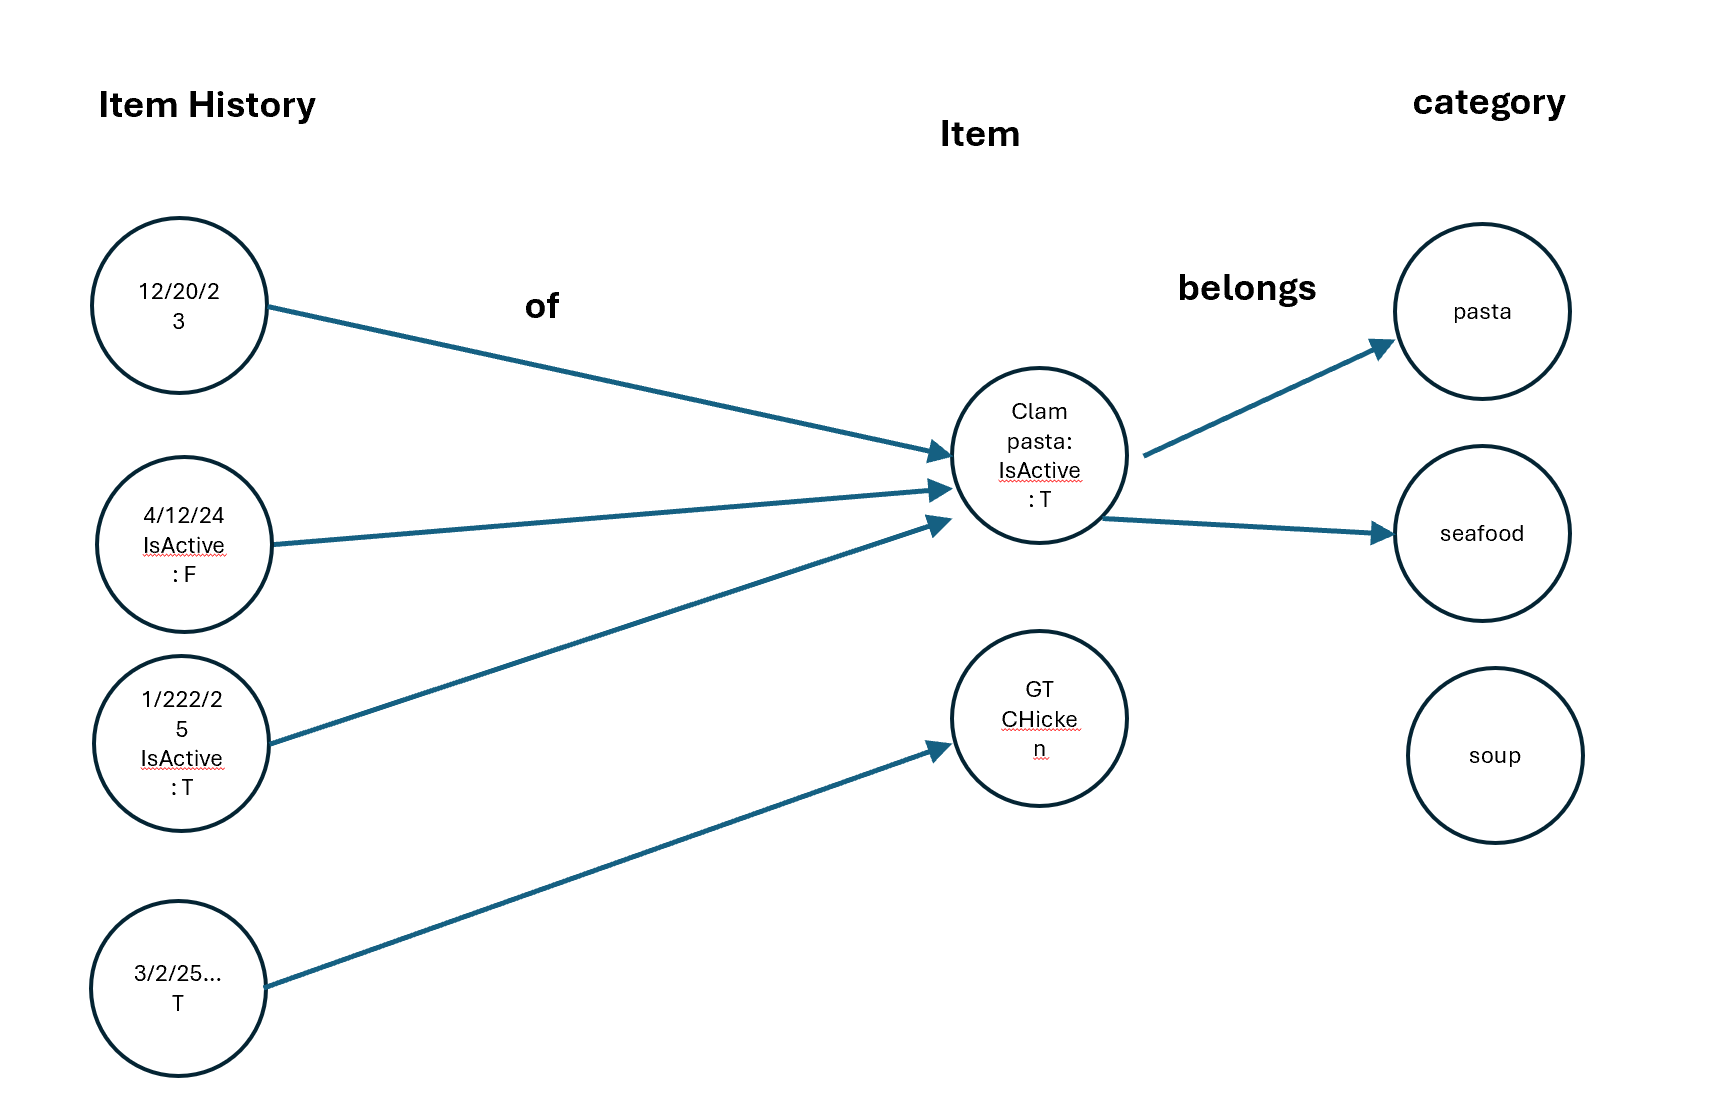 Item History
Item
category
of
belongs
12/20/2
3
4/12/24
IsActive
: F
1/222/2
5
IsActive
: T
3/2/25...
T
Clam
pasta:
IsActive
: T
GT
CHicke
n
pasta
seafood
soup